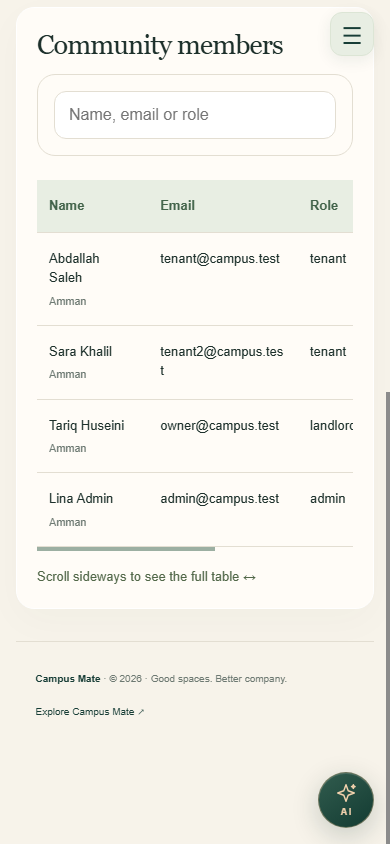 Community members
Name, email or role
Name Email Role
Abdallah Saleh tenant@campus.test tenant
Amman
Sara Khalil tenant2@campus.test tenant
Amman
Tariq Huseini owner@campus.test landlord
Amman
Lina Admin admin@campus.test admin
Amman
Scroll sideways to see the full table ↔
Campus Mate · © 2026 · Good spaces. Better company.
Explore Campus Mate ↗
AI